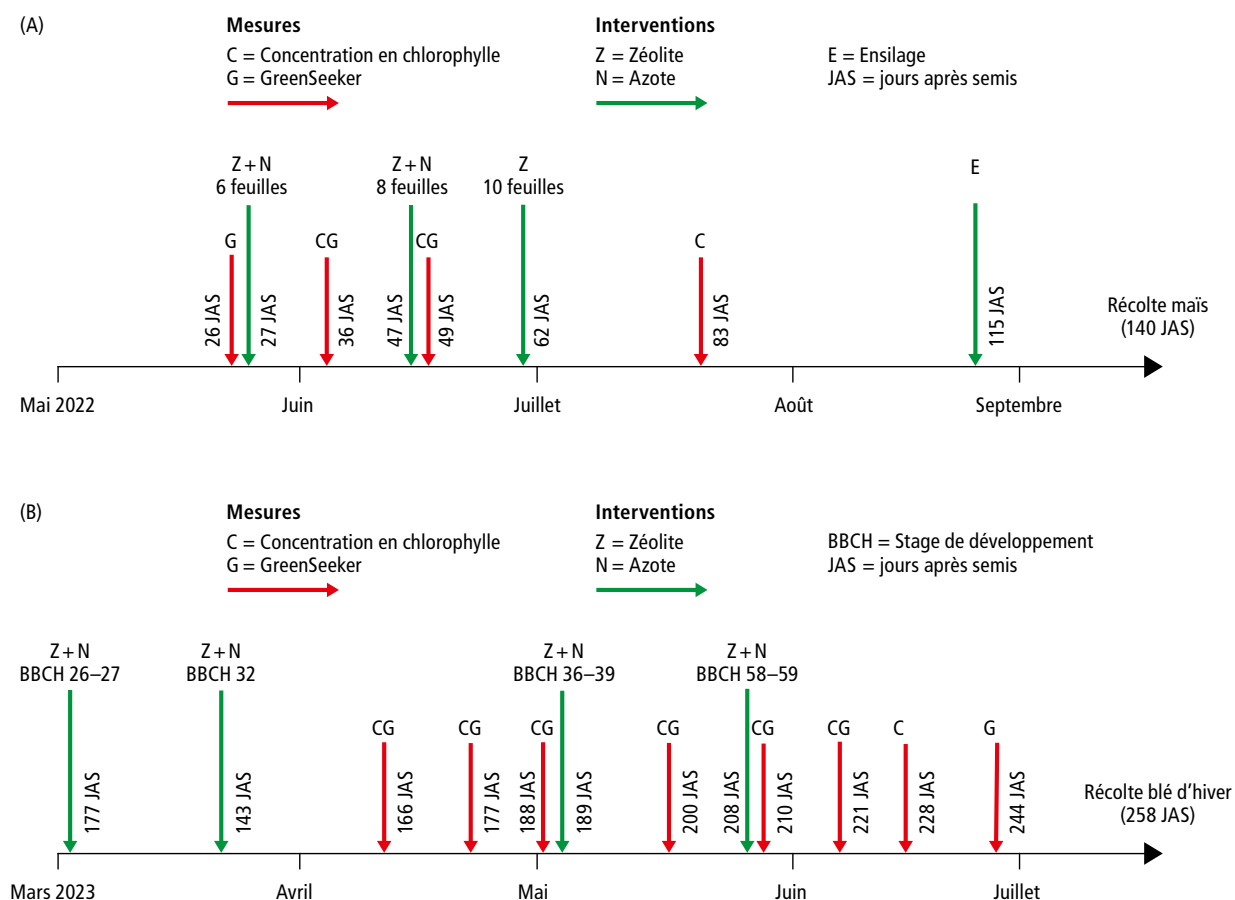 (A)
Mesures
C = Concentration en chlorophylle
G = GreenSeeker
Interventions
Z = Zéolite
N = Azote
E = Ensilage
JAS = jours après semis
Z + N
6 feuilles
Z + N
8 feuilles
Z
10 feuilles
E
G
CG
CG
C
26 JAS
27 JAS
36 JAS
47 JAS
49 JAS
62 JAS
83 JAS
115 JAS
Récolte maïs
(140 JAS)
Mai 2022
Juin
Juillet
Août
Septembre
(B)
Mesures
C = Concentration en chlorophylle
G = GreenSeeker
Interventions
Z = Zéolite
N = Azote
BBCH = Stage de développement
JAS = jours après semis
Z + N
BBCH 26–27
Z + N
BBCH 32
Z + N
BBCH 36–39
Z + N
BBCH 58–59
CG
CG
CG
CG
CG
CG
C
G
177 JAS
143 JAS
166 JAS
177 JAS
188 JAS
189 JAS
200 JAS
208 JAS
210 JAS
221 JAS
228 JAS
244 JAS
Récolte blé d’hiver
(258 JAS)
Mars 2023
Avril
Mai
Juin
Juillet